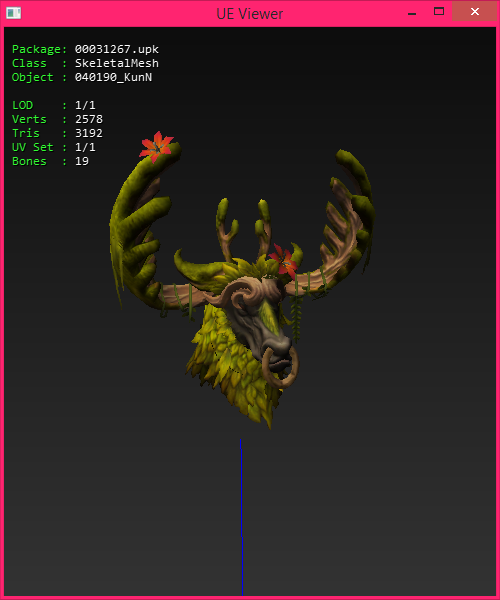 UE Viewer
Package: 00031267.upk
Class : SkeletalMesh
Object : 040190_KunN
LOD : 1/1
Verts : 2578
Tris : 3192
UV Set : 1/1
Bones : 19